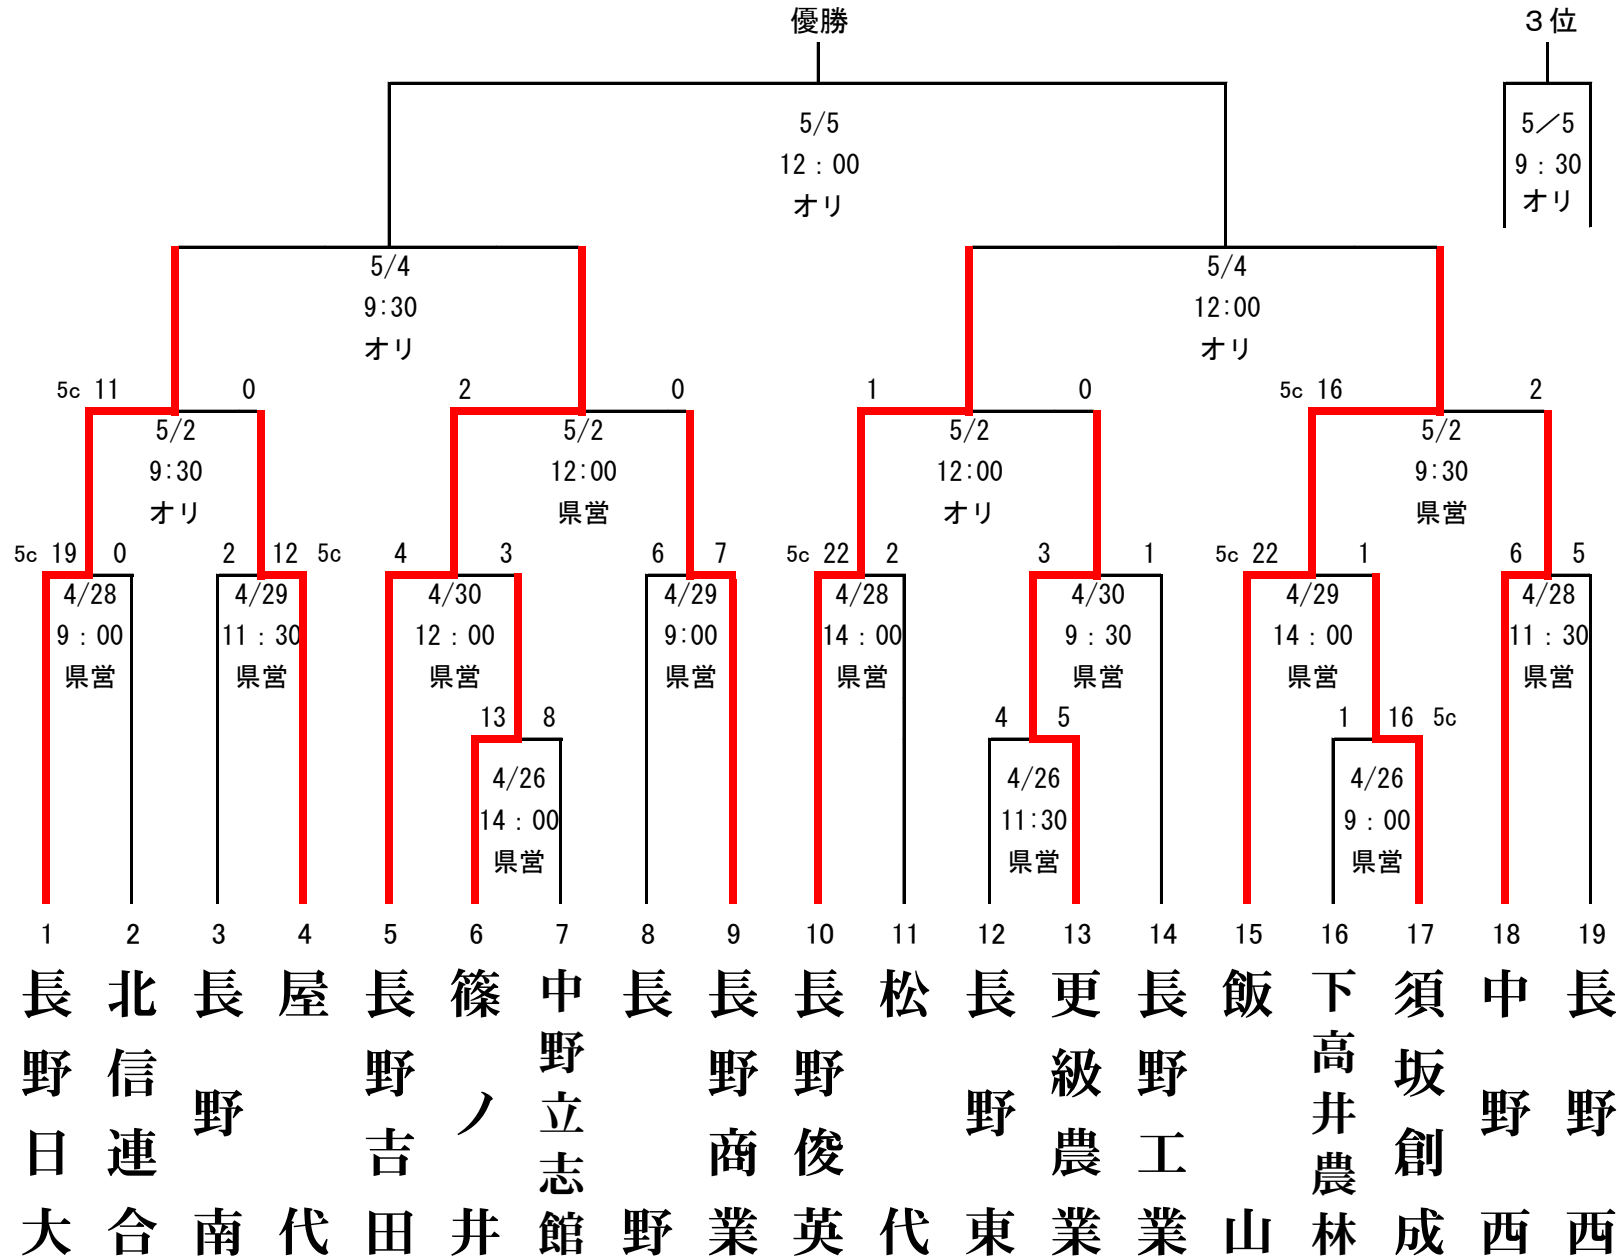 優勝
３位
5/5
12：00
オリ
5／5
9：30
オリ
5/4
9:30
オリ
5/4
12:00
オリ
5c 11 0
2 0
1 0
5c 16 2
5/2
9:30
オリ
5/2
12:00
県営
5/2
12:00
オリ
5/2
9:30
県営
5c 19 0
2 12 5c
4 3
6 7
5c 22 2
3 1
5c 22 1
6 5
4/28
9：00
県営
4/29
11：30
県営
4/30
12：00
県営
4/29
9:00
県営
4/28
14：00
県営
4/30
9：30
県営
4/29
14：00
県営
4/28
11：30
県営
13 8
4 5
1 16 5c
4/26
14：00
県営
4/26
11:30
県営
4/26
9：00
県営
1 2 3 4 5 6 7 8 9 10 11 12 13 14 15 16 17 18 19
長野日大
北信連合
長野南
屋代
長野吉田
篠ノ井
中野立志館
長野
長野商業
長野俊英
松代
長野東
更級農業
長野工業
飯山
下高井農林
須坂創成
中野西
長野西